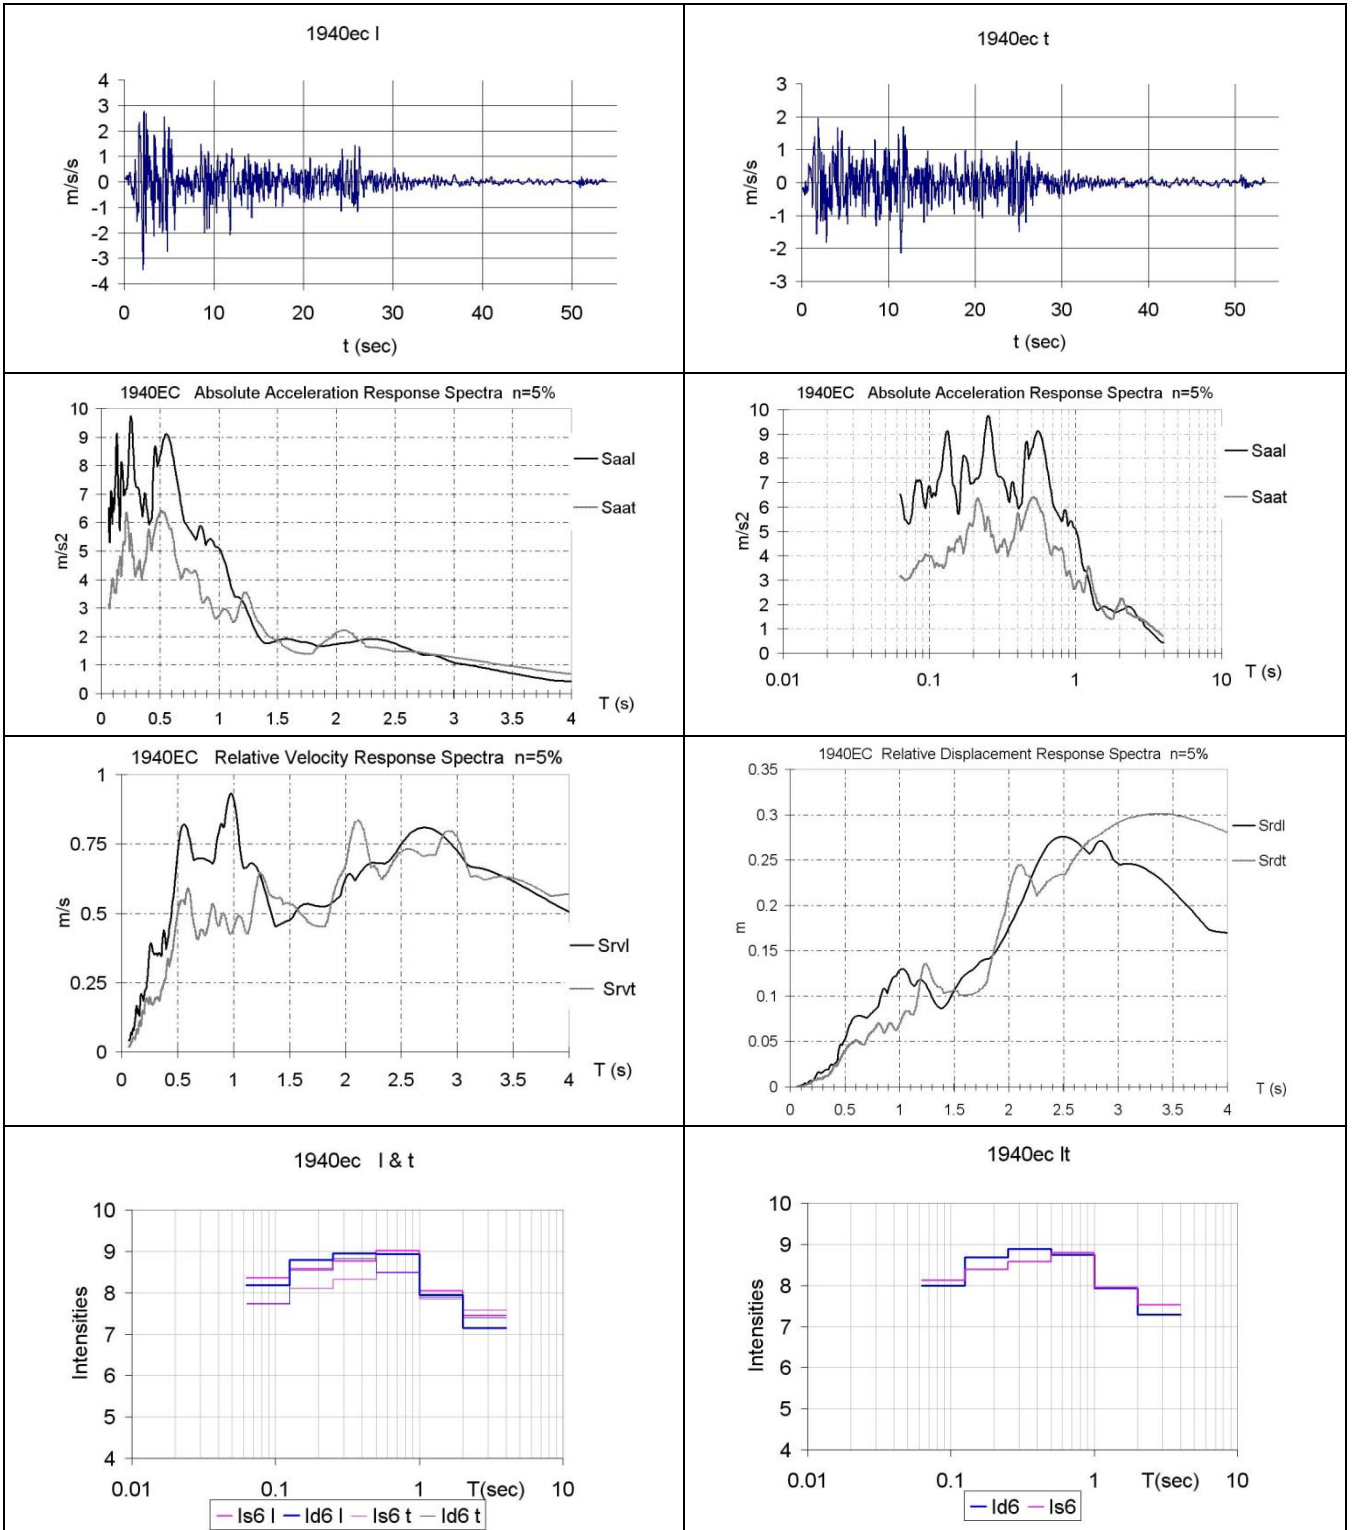 1940ec l
4
3
2
1
0
-1
-2
-3
-4
m/s/s
0 10 20 30 40 50
t (sec)
1940ec t
3
2
1
0
-1
-2
-3
m/s/s
0 10 20 30 40 50
t (sec)
1940EC Absolute Acceleration Response Spectra n=5%
10
9
8
7
6
5
4
3
2
1
0
m/s2
0 0.5 1 1.5 2 2.5 3 3.5 4
T (s)
Saal
Saat
1940EC Absolute Acceleration Response Spectra n=5%
10
9
8
7
6
5
4
3
2
1
0
m/s2
0.01 0.1 1 10
T (s)
Saal
Saat
1940EC Relative Velocity Response Spectra n=5%
1
0.75
0.5
0.25
0
m/s
0 0.5 1 1.5 2 2.5 3 3.5 4
T (s)
Srvl
Srvt
1940EC Relative Displacement Response Spectra n=5%
0.35
0.3
0.25
0.2
0.15
0.1
0.05
0
m
0 0.5 1 1.5 2 2.5 3 3.5 4
T (s)
Srdl
Srdt
1940ec l & t
10
9
8
7
6
5
4
Intensities
0.01 0.1 1 T(sec) 10
Is6 l Id6 l Is6 t Id6 t
1940ec lt
10
9
8
7
6
5
4
Intensities
0.01 0.1 1 T(sec) 10
Id6 Is6